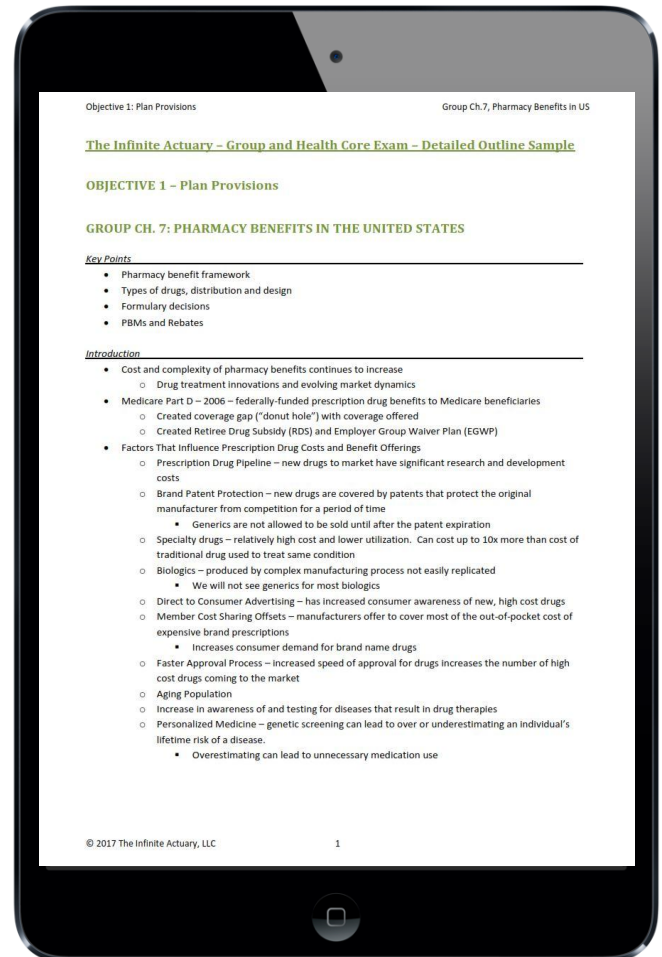 Objective 1: Plan Provisions Group Ch.7, Pharmacy Benefits in US
The Infinite Actuary – Group and Health Core Exam – Detailed Outline Sample
OBJECTIVE 1 – Plan Provisions
GROUP CH. 7: PHARMACY BENEFITS IN THE UNITED STATES
Key Points
• Pharmacy benefit framework
• Types of drugs, distribution and design
• Formulary decisions
• PBMs and Rebates
Introduction
• Cost and complexity of pharmacy benefits continues to increase
o Drug treatment innovations and evolving market dynamics
• Medicare Part D – 2006 – federally-funded prescription drug benefits to Medicare beneficiaries
o Created coverage gap ("donut hole") with coverage offered
o Created Retiree Drug Subsidy (RDS) and Employer Group Waiver Plan (EGWP)
• Factors That Influence Prescription Drug Costs and Benefit Offerings
o Prescription Drug Pipeline – new drugs to market have significant research and development
costs
o Brand Patent Protection – new drugs are covered by patents that protect the original
manufacturer from competition for a period of time
▪ Generics are not allowed to be sold until after the patent expiration
o Specialty drugs – relatively high cost and lower utilization. Can cost up to 10x more than cost of
traditional drug used to treat same condition
o Biologics – produced by complex manufacturing process not easily replicated
▪ We will not see generics for most biologics
o Direct to Consumer Advertising – has increased consumer awareness of new, high cost drugs
o Member Cost Sharing Offsets – manufacturers offer to cover most of the out-of-pocket cost of
expensive brand prescriptions
▪ Increases consumer demand for brand name drugs
o Faster Approval Process – increased speed of approval for drugs increases the number of high
cost drugs coming to the market
o Aging Population
o Increase in awareness of and testing for diseases that result in drug therapies
o Personalized Medicine – genetic screening can lead to over or underestimating an individual's
lifetime risk of a disease.
▪ Overestimating can lead to unnecessary medication use
© 2017 The Infinite Actuary, LLC 1